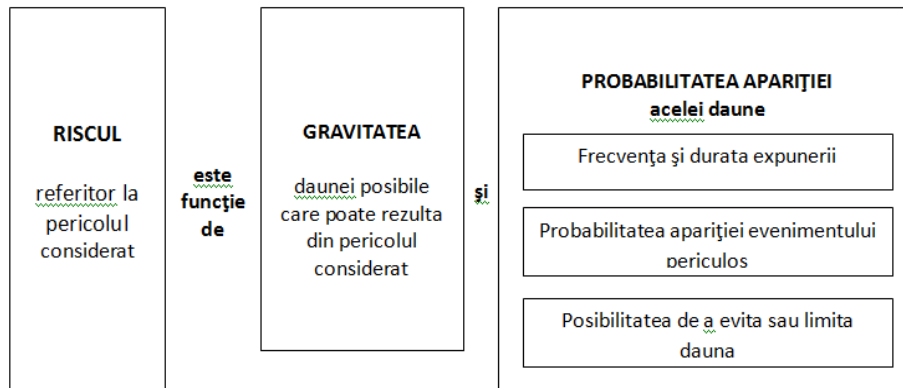 RISCUL
referitor la
pericolul
considerat
este
funcţie
de
GRAVITATEA
daunei posibile
care poate rezulta
din pericolul
considerat
şi
PROBABILITATEA APARIŢIEI
acelei daune
Frecvenţa şi durata expunerii
Probabilitatea apariţiei evenimentului
periculos
Posibilitatea de a evita sau limita
dauna